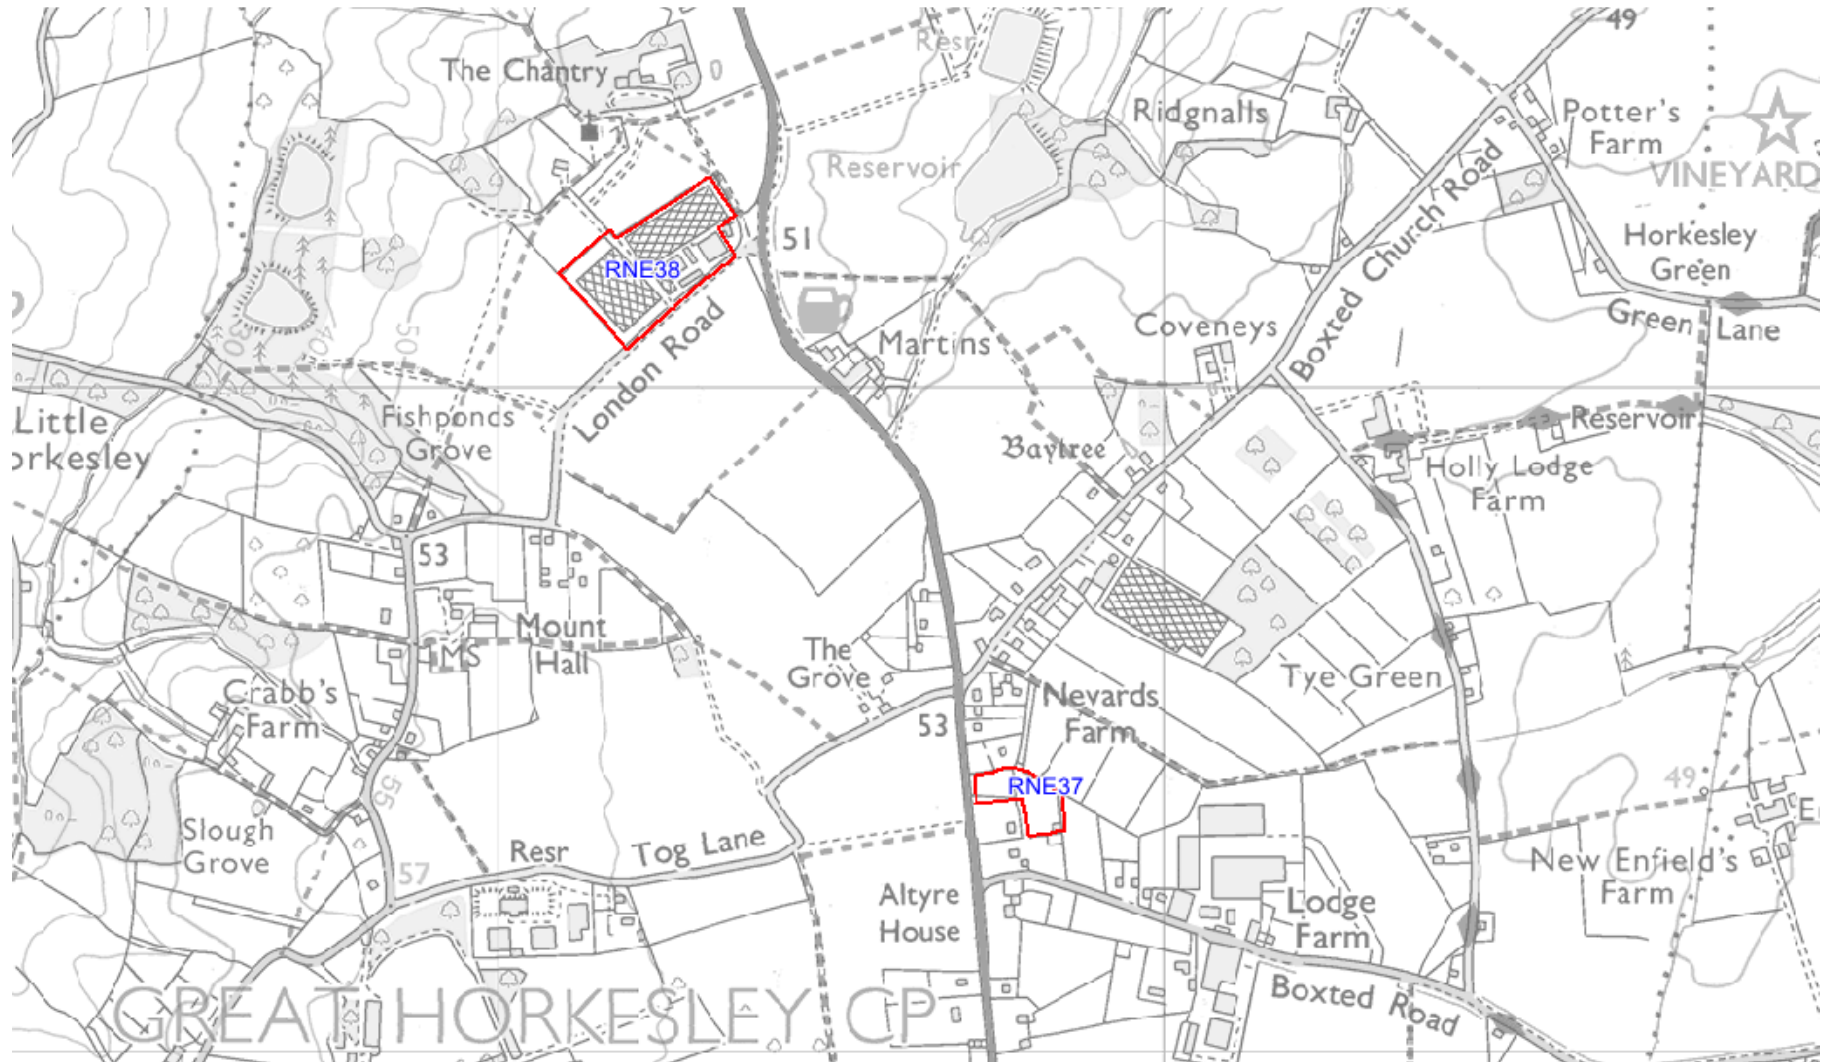 49
The Chantry
Resr
Ridgnalls
Potter's
Farm
VINEYARD
Reservoir
Boxted Church Road
51
RNE38
Horkesley
Green
Green Lane
Martins
Coveneys
London Road
50
40
30
Fishponds
Grove
Little
Baytree
Reservoir
Holly Lodge
Farm
53
Mount
Hall
MS
The
Grove
Tye Green
Crabb's
Farm
Nevards
Farm
53
RNE37
49
55
Slough
Grove
Resr
Tog Lane
57
New Enfield's
Farm
Altyre
House
Lodge
Farm
Boxted Road
GREAT HORKESLEY CP